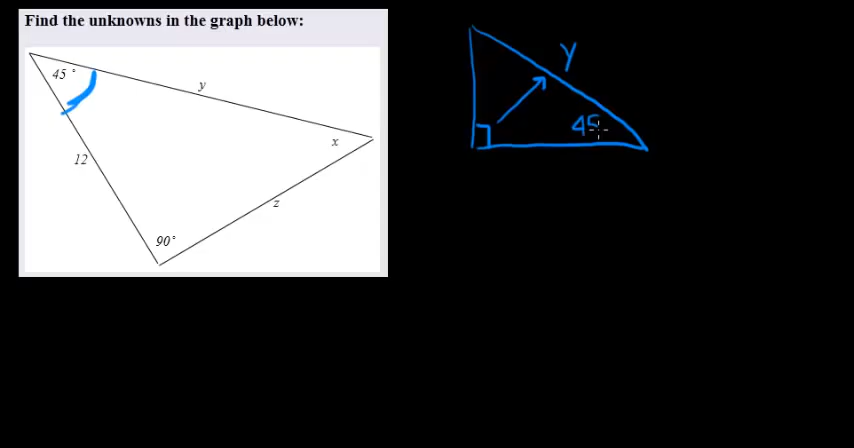 Find the unknowns in the graph below:
45 °
y
12
x
z
90°
y
45